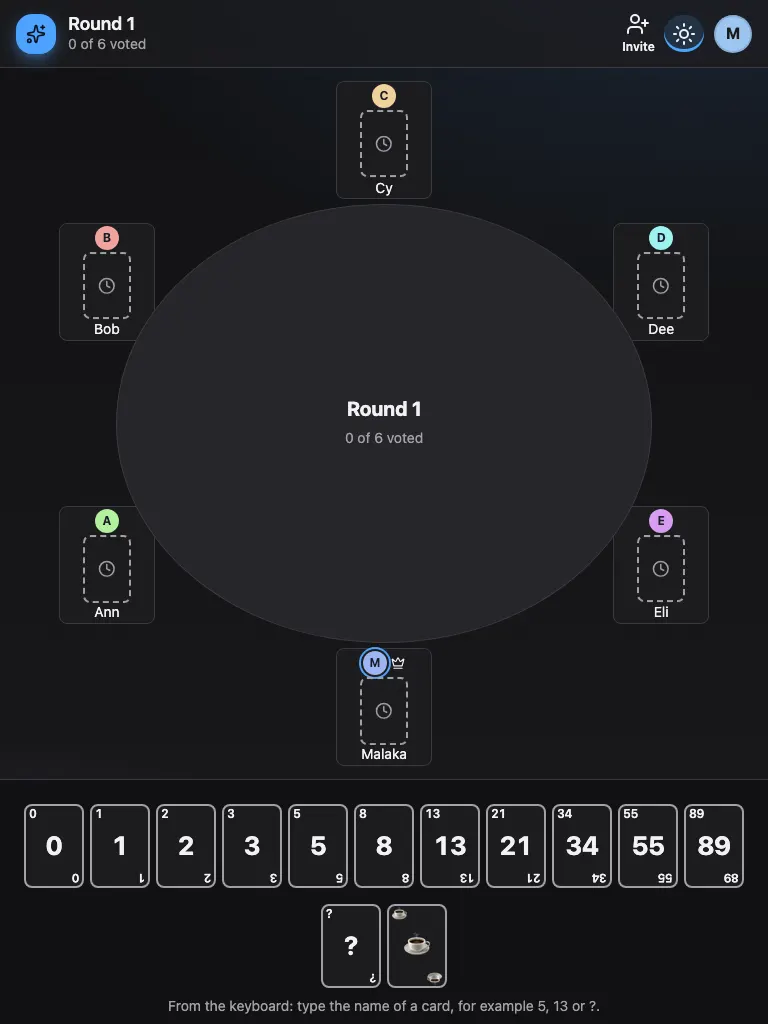 Round 1
0 of 6 voted
Invite
M
C
Cy
B
Bob
D
Dee
Round 1
0 of 6 voted
A
Ann
E
Eli
M
Malaka
0 0 0
1 1 1
2 2 2
3 3 3
5 5 5
8 8 8
13 13 13
21 21 21
34 34 34
55 55 55
89 89 89
? ? ?
From the keyboard: type the name of a card, for example 5, 13 or ?.